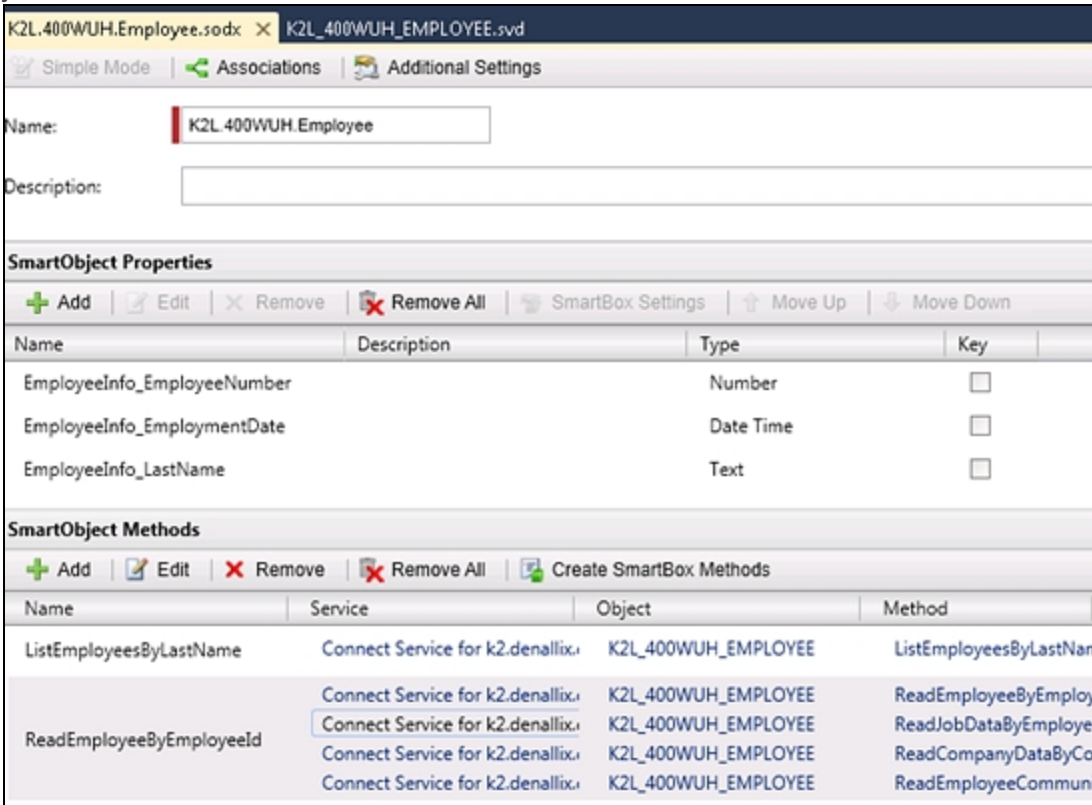 K2L.400WUH.Employee.sodx K2L_400WUH_EMPLOYEE.svd
Simple Mode Associations Additional Settings
Name: K2L.400WUH.Employee
Description:
SmartObject Properties
Add Edit Remove Remove All SmartBox Settings Move Up Move Down
Name Description Type Key
EmployeeInfo_EmployeeNumber Number
EmployeeInfo_EmploymentDate Date Time
EmployeeInfo_LastName Text
SmartObject Methods
Add Edit Remove Remove All Create SmartBox Methods
Name Service Object Method
ListEmployeesByLastName Connect Service for k2.denallix. K2L_400WUH_EMPLOYEE ListEmployeesByLastNa
Connect Service for k2.denallix. K2L_400WUH_EMPLOYEE ReadEmployeeByEmploy
Connect Service for k2.denallix. K2L_400WUH_EMPLOYEE ReadJobDataByEmploye
ReadEmployeeByEmployeeId
Connect Service for k2.denallix. K2L_400WUH_EMPLOYEE ReadCompanyDataByCo
Connect Service for k2.denallix. K2L_400WUH_EMPLOYEE ReadEmployeeCommun